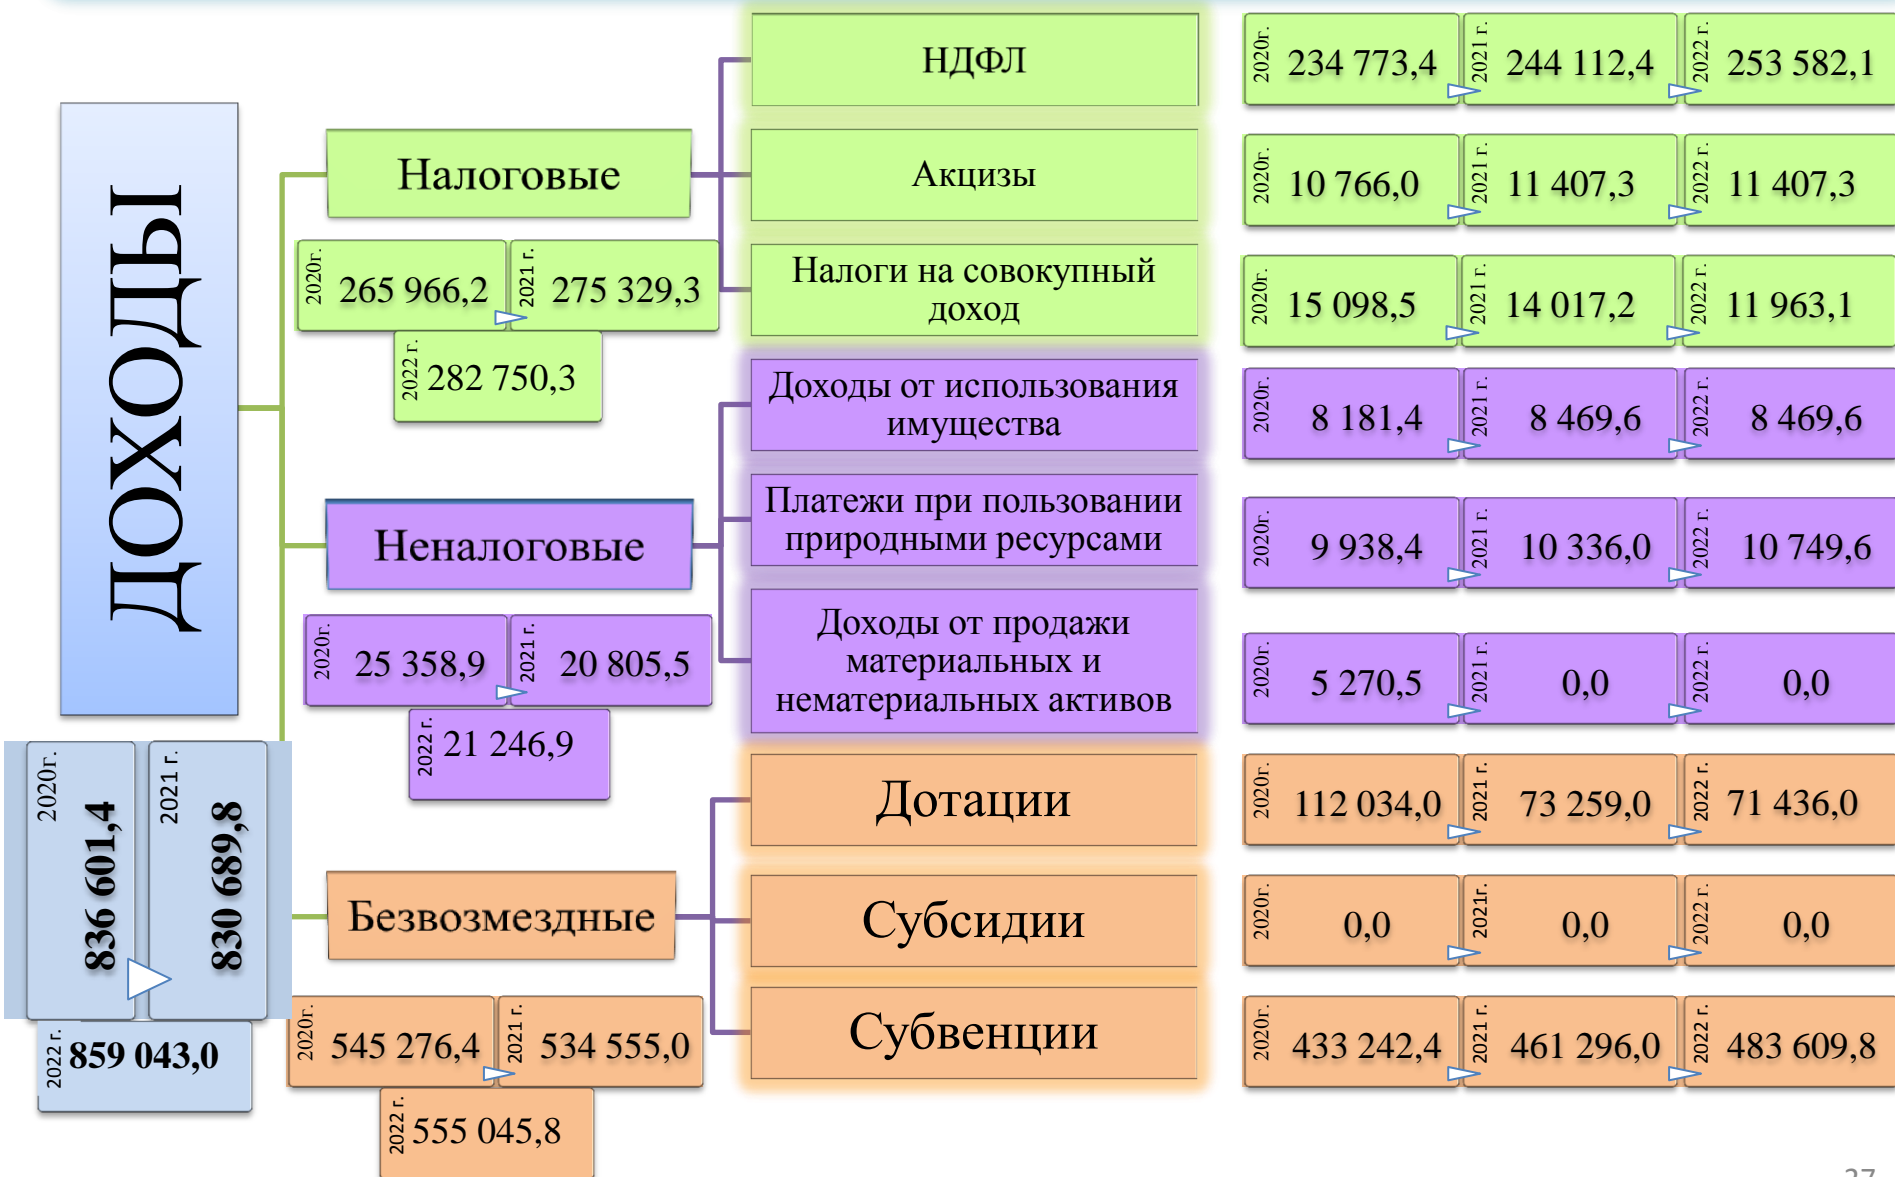 ДОХОДЫ
2020г.
836 601,4
2021 г.
830 689,8
2022 г.
859 043,0
Налоговые
2020г.
265 966,2
2021 г.
275 329,3
2022 г.
282 750,3
НДФЛ
2020г.
234 773,4
2021 г.
244 112,4
2022 г.
253 582,1
Акцизы
2020г.
10 766,0
2021 г.
11 407,3
2022 г.
11 407,3
Налоги на совокупный
доход
2020г.
15 098,5
2021 г.
14 017,2
2022 г.
11 963,1
Неналоговые
2020г.
25 358,9
2021 г.
20 805,5
2022 г.
21 246,9
Доходы от использования
имущества
2020г.
8 181,4
2021 г.
8 469,6
2022 г.
8 469,6
Платежи при пользовании
природными ресурсами
2020г.
9 938,4
2021 г.
10 336,0
2022 г.
10 749,6
Доходы от продажи
материальных и
нематериальных активов
2020г.
5 270,5
2021 г.
0,0
2022 г.
0,0
Безвозмездные
2020г.
545 276,4
2021 г.
534 555,0
2022 г.
555 045,8
Дотации
2020г.
112 034,0
2021 г.
73 259,0
2022 г.
71 436,0
Субсидии
2020г.
0,0
2021г.
0,0
2022 г.
0,0
Субвенции
2020г.
433 242,4
2021 г.
461 296,0
2022 г.
483 609,8